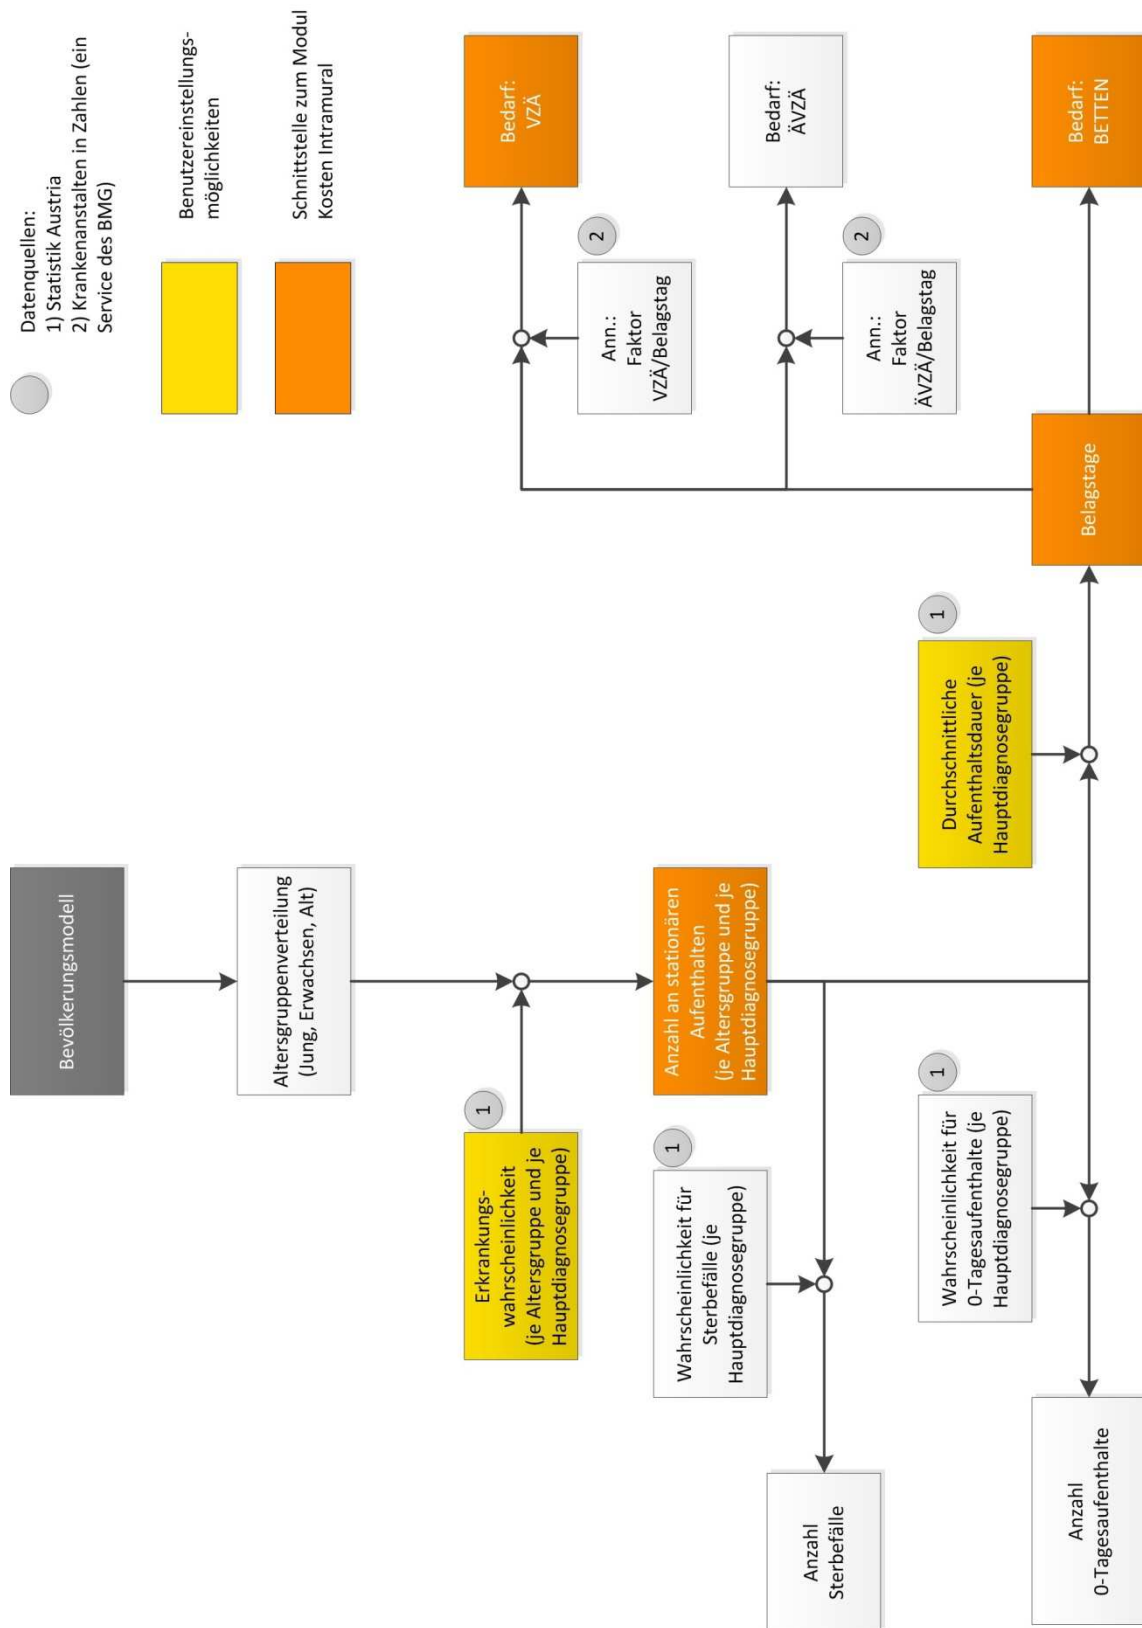 Datenquellen:
1) Statistik Austria
2) Krankenanstalten in Zahlen (ein
Service des BMG)
Benutzereinstellungs-
möglichkeiten
Schnittstelle zum Modul
Kosten Intramural
Bevölkerungsmodell
Altersgruppenverteilung
(Jung, Erwachsen, Alt)
Erkrankungs-
wahrscheinlichkeit
(je Altersgruppe und je
Hauptdiagnosegruppe)
1
Anzahl an stationären
Aufenthalten
(je Altersgruppe und je
Hauptdiagnosegruppe)
Wahrscheinlichkeit für
Sterbefälle (je
Hauptdiagnosegruppe)
1
Anzahl
Sterbefälle
Wahrscheinlichkeit für
0-Tagesaufenthalte (je
Hauptdiagnosegruppe)
1
Anzahl
0-Tagesaufenthalte
Durchschnittliche
Aufenthaltsdauer (je
Hauptdiagnosegruppe)
1
Belagstage
Ann.:
Faktor
VZÄ/Belagstag
2
Ann.:
Faktor
ÄVZÄ/Belagstag
2
Bedarf:
VZÄ
Bedarf:
ÄVZÄ
Bedarf:
BETTEN